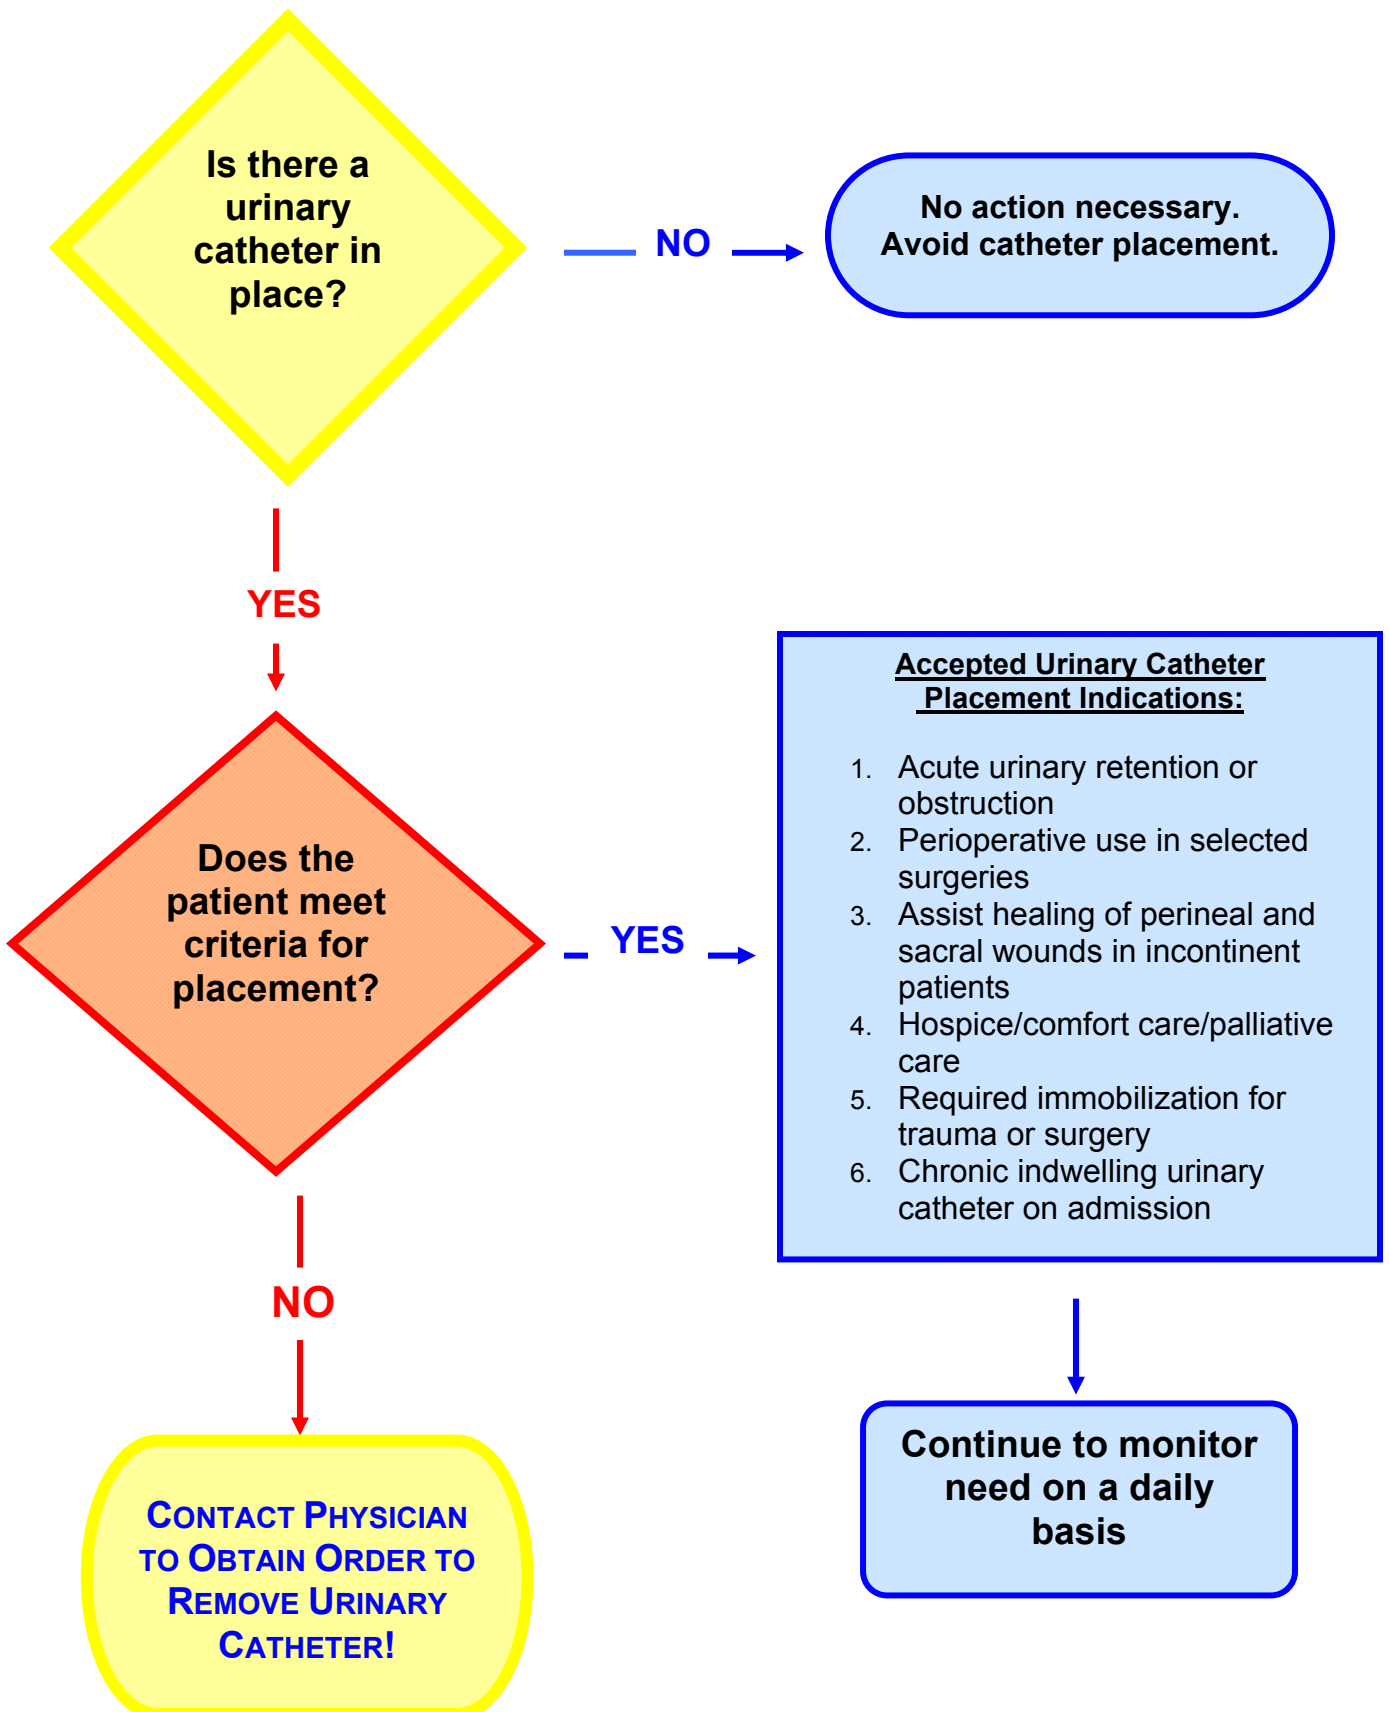 Is there a
urinary
catheter in
place?
NO
No action necessary.
Avoid catheter placement.
YES
Does the
patient meet
criteria for
placement?
YES
Accepted Urinary Catheter
Placement Indications:
1. Acute urinary retention or
obstruction
2. Perioperative use in selected
surgeries
3. Assist healing of perineal and
sacral wounds in incontinent
patients
4. Hospice/comfort care/palliative
care
5. Required immobilization for
trauma or surgery
6. Chronic indwelling urinary
catheter on admission
NO
CONTACT PHYSICIAN
TO OBTAIN ORDER TO
REMOVE URINARY
CATHETER!
Continue to monitor
need on a daily
basis